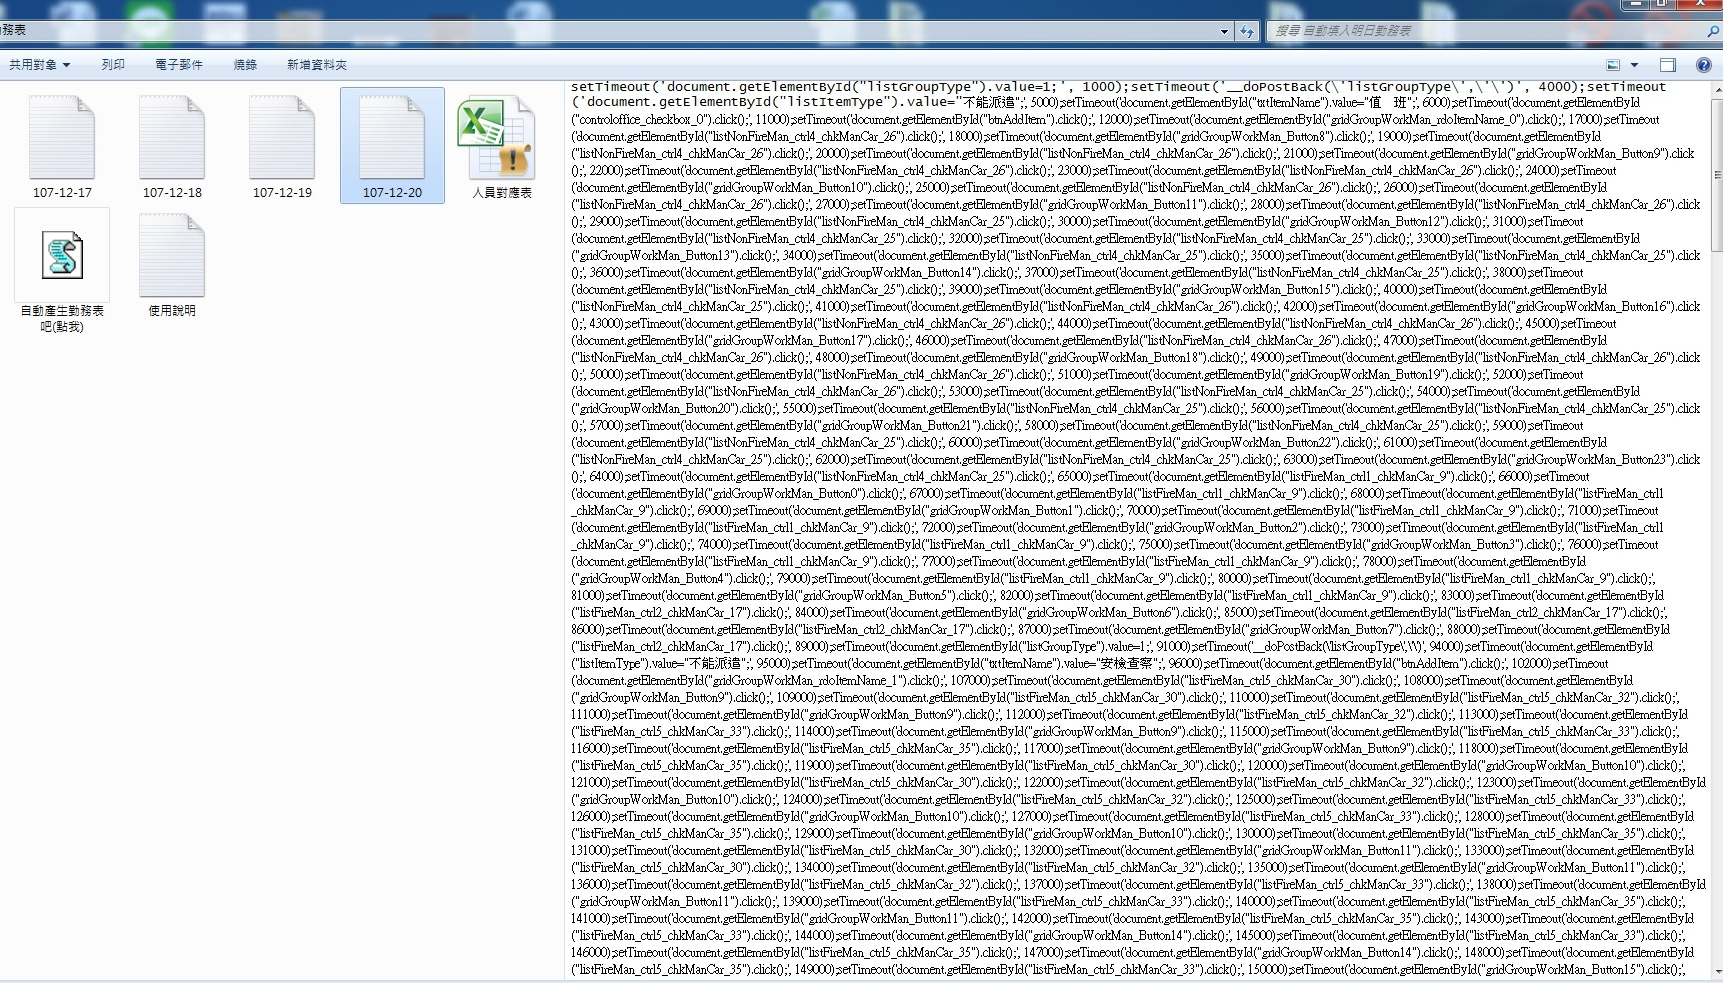 勤務表
搜尋 自動填入明日勤務表
共用對象 列印 電子郵件 燒錄 新增資料夾
107-12-17
107-12-18
107-12-19
107-12-20
人員對應表
自動產生勤務表
吧(點我)
使用說明
setTimeout('document.getElementById("listGroupType").value=1;', 1000);setTimeout('__doPostBack(\'listGroupType\',\'\')', 4000);setTimeout
('document.getElementById("listItemType").value="不能派遣";', 5000);setTimeout('document.getElementById("txtItemName").value="值　班";', 6000);setTimeout('document.getElementById
("controloffice_checkbox_0").click();', 11000);setTimeout('document.getElementById("btnAddItem").click();', 12000);setTimeout('document.getElementById("gridGroupWorkMan_rdoItemName_0").click();', 17000);setTimeout
('document.getElementById("listNonFireMan_ctrl4_chkManCar_26").click();', 18000);setTimeout('document.getElementById("gridGroupWorkMan_Button8").click();', 19000);setTimeout('document.getElementById
("listNonFireMan_ctrl4_chkManCar_26").click();', 20000);setTimeout('document.getElementById("listNonFireMan_ctrl4_chkManCar_26").click();', 21000);setTimeout('document.getElementById("gridGroupWorkMan_Button9").click
();', 22000);setTimeout('document.getElementById("listNonFireMan_ctrl4_chkManCar_26").click();', 23000);setTimeout('document.getElementById("listNonFireMan_ctrl4_chkManCar_26").click();', 24000);setTimeout
('document.getElementById("gridGroupWorkMan_Button10").click();', 25000);setTimeout('document.getElementById("listNonFireMan_ctrl4_chkManCar_26").click();', 26000);setTimeout('document.getElementById
("listNonFireMan_ctrl4_chkManCar_26").click();', 27000);setTimeout('document.getElementById("gridGroupWorkMan_Button11").click();', 28000);setTimeout('document.getElementById("listNonFireMan_ctrl4_chkManCar_26").click
();', 29000);setTimeout('document.getElementById("listNonFireMan_ctrl4_chkManCar_25").click();', 30000);setTimeout('document.getElementById("gridGroupWorkMan_Button12").click();', 31000);setTimeout
('document.getElementById("listNonFireMan_ctrl4_chkManCar_25").click();', 32000);setTimeout('document.getElementById("listNonFireMan_ctrl4_chkManCar_25").click();', 33000);setTimeout('document.getElementById
("gridGroupWorkMan_Button13").click();', 34000);setTimeout('document.getElementById("listNonFireMan_ctrl4_chkManCar_25").click();', 35000);setTimeout('document.getElementById("listNonFireMan_ctrl4_chkManCar_25").click
();', 36000);setTimeout('document.getElementById("gridGroupWorkMan_Button14").click();', 37000);setTimeout('document.getElementById("listNonFireMan_ctrl4_chkManCar_25").click();', 38000);setTimeout
('document.getElementById("listNonFireMan_ctrl4_chkManCar_25").click();', 39000);setTimeout('document.getElementById("gridGroupWorkMan_Button15").click();', 40000);setTimeout('document.getElementById
("listNonFireMan_ctrl4_chkManCar_25").click();', 41000);setTimeout('document.getElementById("listNonFireMan_ctrl4_chkManCar_26").click();', 42000);setTimeout('document.getElementById("gridGroupWorkMan_Button16").click
();', 43000);setTimeout('document.getElementById("listNonFireMan_ctrl4_chkManCar_26").click();', 44000);setTimeout('document.getElementById("listNonFireMan_ctrl4_chkManCar_26").click();', 45000);setTimeout
('document.getElementById("gridGroupWorkMan_Button17").click();', 46000);setTimeout('document.getElementById("listNonFireMan_ctrl4_chkManCar_26").click();', 47000);setTimeout('document.getElementById
("listNonFireMan_ctrl4_chkManCar_26").click();', 48000);setTimeout('document.getElementById("gridGroupWorkMan_Button18").click();', 49000);setTimeout('document.getElementById("listNonFireMan_ctrl4_chkManCar_26").click
();', 50000);setTimeout('document.getElementById("listNonFireMan_ctrl4_chkManCar_26").click();', 51000);setTimeout('document.getElementById("gridGroupWorkMan_Button19").click();', 52000);setTimeout
('document.getElementById("listNonFireMan_ctrl4_chkManCar_26").click();', 53000);setTimeout('document.getElementById("listNonFireMan_ctrl4_chkManCar_25").click();', 54000);setTimeout('document.getElementById
("gridGroupWorkMan_Button20").click();', 55000);setTimeout('document.getElementById("listNonFireMan_ctrl4_chkManCar_25").click();', 56000);setTimeout('document.getElementById("listNonFireMan_ctrl4_chkManCar_25").click
();', 57000);setTimeout('document.getElementById("gridGroupWorkMan_Button21").click();', 58000);setTimeout('document.getElementById("listNonFireMan_ctrl4_chkManCar_25").click();', 59000);setTimeout
('document.getElementById("listNonFireMan_ctrl4_chkManCar_25").click();', 60000);setTimeout('document.getElementById("gridGroupWorkMan_Button22").click();', 61000);setTimeout('document.getElementById
("listNonFireMan_ctrl4_chkManCar_25").click();', 62000);setTimeout('document.getElementById("listNonFireMan_ctrl4_chkManCar_25").click();', 63000);setTimeout('document.getElementById("gridGroupWorkMan_Button23").click
();', 64000);setTimeout('document.getElementById("listNonFireMan_ctrl4_chkManCar_25").click();', 65000);setTimeout('document.getElementById("listFireMan_ctrl1_chkManCar_9").click();', 66000);setTimeout
('document.getElementById("gridGroupWorkMan_Button0").click();', 67000);setTimeout('document.getElementById("listFireMan_ctrl1_chkManCar_9").click();', 68000);setTimeout('document.getElementById("listFireMan_ctrl1
_chkManCar_9").click();', 69000);setTimeout('document.getElementById("gridGroupWorkMan_Button1").click();', 70000);setTimeout('document.getElementById("listFireMan_ctrl1_chkManCar_9").click();', 71000);setTimeout
('document.getElementById("listFireMan_ctrl1_chkManCar_9").click();', 72000);setTimeout('document.getElementById("gridGroupWorkMan_Button2").click();', 73000);setTimeout('document.getElementById("listFireMan_ctrl1
_chkManCar_9").click();', 74000);setTimeout('document.getElementById("listFireMan_ctrl1_chkManCar_9").click();', 75000);setTimeout('document.getElementById("gridGroupWorkMan_Button3").click();', 76000);setTimeout
('document.getElementById("listFireMan_ctrl1_chkManCar_9").click();', 77000);setTimeout('document.getElementById("listFireMan_ctrl1_chkManCar_9").click();', 78000);setTimeout('document.getElementById
("gridGroupWorkMan_Button4").click();', 79000);setTimeout('document.getElementById("listFireMan_ctrl1_chkManCar_9").click();', 80000);setTimeout('document.getElementById("listFireMan_ctrl1_chkManCar_9").click();',
81000);setTimeout('document.getElementById("gridGroupWorkMan_Button5").click();', 82000);setTimeout('document.getElementById("listFireMan_ctrl1_chkManCar_9").click();', 83000);setTimeout('document.getElementById
("listFireMan_ctrl2_chkManCar_17").click();', 84000);setTimeout('document.getElementById("gridGroupWorkMan_Button6").click();', 85000);setTimeout('document.getElementById("listFireMan_ctrl2_chkManCar_17").click();',
86000);setTimeout('document.getElementById("listFireMan_ctrl2_chkManCar_17").click();', 87000);setTimeout('document.getElementById("gridGroupWorkMan_Button7").click();', 88000);setTimeout('document.getElementById
("listFireMan_ctrl2_chkManCar_17").click();', 89000);setTimeout('document.getElementById("listGroupType").value=1;', 91000);setTimeout('__doPostBack(\'listGroupType\',\'\')', 94000);setTimeout('document.getElementById
("listItemType").value="不能派遣";', 95000);setTimeout('document.getElementById("txtItemName").value="安檢查察";', 96000);setTimeout('document.getElementById("btnAddItem").click();', 102000);setTimeout
('document.getElementById("gridGroupWorkMan_rdoItemName_1").click();', 107000);setTimeout('document.getElementById("listFireMan_ctrl5_chkManCar_30").click();', 108000);setTimeout('document.getElementById
("gridGroupWorkMan_Button9").click();', 109000);setTimeout('document.getElementById("listFireMan_ctrl5_chkManCar_30").click();', 110000);setTimeout('document.getElementById("listFireMan_ctrl5_chkManCar_32").click();',
111000);setTimeout('document.getElementById("gridGroupWorkMan_Button9").click();', 112000);setTimeout('document.getElementById("listFireMan_ctrl5_chkManCar_32").click();', 113000);setTimeout('document.getElementById
("listFireMan_ctrl5_chkManCar_33").click();', 114000);setTimeout('document.getElementById("gridGroupWorkMan_Button9").click();', 115000);setTimeout('document.getElementById("listFireMan_ctrl5_chkManCar_33").click();',
116000);setTimeout('document.getElementById("listFireMan_ctrl5_chkManCar_35").click();', 117000);setTimeout('document.getElementById("gridGroupWorkMan_Button9").click();', 118000);setTimeout('document.getElementById
("listFireMan_ctrl5_chkManCar_35").click();', 119000);setTimeout('document.getElementById("listFireMan_ctrl5_chkManCar_30").click();', 120000);setTimeout('document.getElementById("gridGroupWorkMan_Button10").click();',
121000);setTimeout('document.getElementById("listFireMan_ctrl5_chkManCar_30").click();', 122000);setTimeout('document.getElementById("listFireMan_ctrl5_chkManCar_32").click();', 123000);setTimeout('document.getElementById
("gridGroupWorkMan_Button10").click();', 124000);setTimeout('document.getElementById("listFireMan_ctrl5_chkManCar_32").click();', 125000);setTimeout('document.getElementById("listFireMan_ctrl5_chkManCar_33").click();',
126000);setTimeout('document.getElementById("gridGroupWorkMan_Button10").click();', 127000);setTimeout('document.getElementById("listFireMan_ctrl5_chkManCar_33").click();', 128000);setTimeout('document.getElementById
("listFireMan_ctrl5_chkManCar_35").click();', 129000);setTimeout('document.getElementById("gridGroupWorkMan_Button10").click();', 130000);setTimeout('document.getElementById("listFireMan_ctrl5_chkManCar_35").click();',
131000);setTimeout('document.getElementById("listFireMan_ctrl5_chkManCar_30").click();', 132000);setTimeout('document.getElementById("gridGroupWorkMan_Button11").click();', 133000);setTimeout('document.getElementById
("listFireMan_ctrl5_chkManCar_30").click();', 134000);setTimeout('document.getElementById("listFireMan_ctrl5_chkManCar_32").click();', 135000);setTimeout('document.getElementById("gridGroupWorkMan_Button11").click();',
136000);setTimeout('document.getElementById("listFireMan_ctrl5_chkManCar_32").click();', 137000);setTimeout('document.getElementById("listFireMan_ctrl5_chkManCar_33").click();', 138000);setTimeout('document.getElementById
("gridGroupWorkMan_Button11").click();', 139000);setTimeout('document.getElementById("listFireMan_ctrl5_chkManCar_33").click();', 140000);setTimeout('document.getElementById("listFireMan_ctrl5_chkManCar_35").click();',
141000);setTimeout('document.getElementById("gridGroupWorkMan_Button11").click();', 142000);setTimeout('document.getElementById("listFireMan_ctrl5_chkManCar_35").click();', 143000);setTimeout('document.getElementById
("listFireMan_ctrl5_chkManCar_33").click();', 144000);setTimeout('document.getElementById("gridGroupWorkMan_Button14").click();', 145000);setTimeout('document.getElementById("listFireMan_ctrl5_chkManCar_33").click();',
146000);setTimeout('document.getElementById("listFireMan_ctrl5_chkManCar_35").click();', 147000);setTimeout('document.getElementById("gridGroupWorkMan_Button14").click();', 148000);setTimeout('document.getElementById
("listFireMan_ctrl5_chkManCar_35").click();', 149000);setTimeout('document.getElementById("listFireMan_ctrl5_chkManCar_33").click();', 150000);setTimeout('document.getElementById("gridGroupWorkMan_Button15").click();',